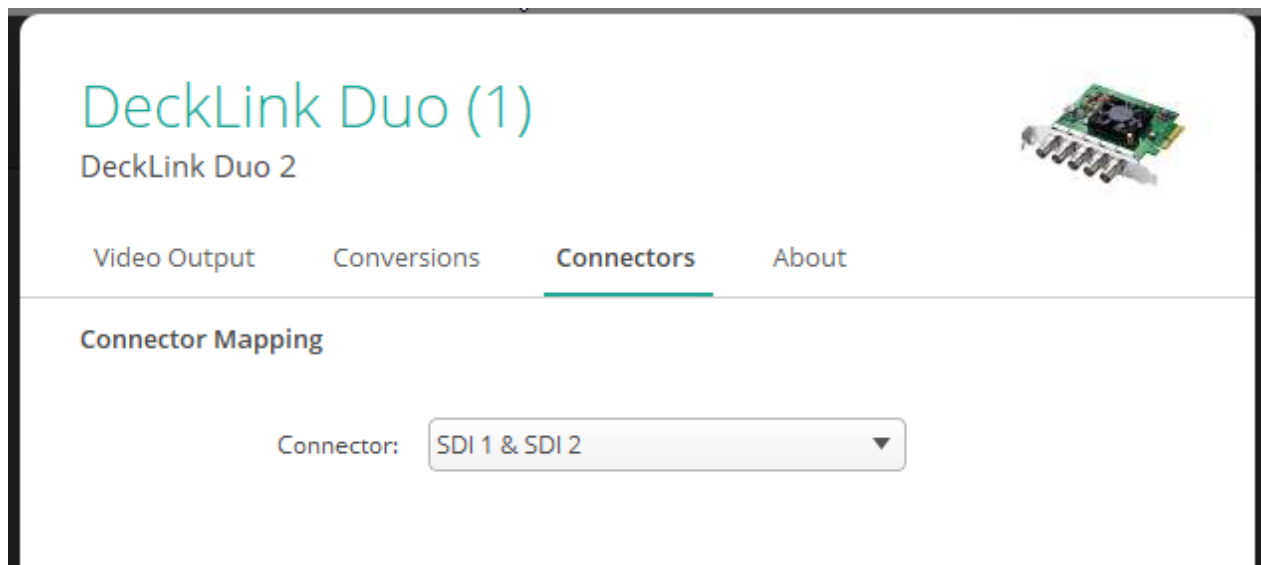 DeckLink Duo (1)
DeckLink Duo 2
Video Output Conversions Connectors About
Connector Mapping
Connector: SDI 1 & SDI 2